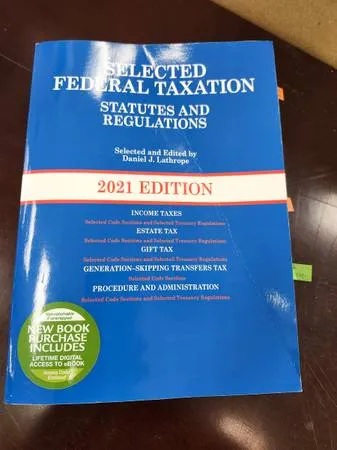 SELECTED
FEDERAL TAXATION
STATUTES AND
REGULATIONS
Selected and Edited by
Daniel J. Lathrope
2021 EDITION
INCOME TAXES
Selected Code Sections and Selected Treasury Regulations
ESTATE TAX
Selected Code Sections and Selected Treasury Regulations
GIFT TAX
Selected Code Sections and Selected Treasury Regulations
GENERATION–SKIPPING TRANSFERS TAX
Selected Code Sections
PROCEDURE AND ADMINISTRATION
Selected Code Sections and Selected Treasury Regulations
NEW BOOK
PURCHASE
INCLUDES
LIFETIME DIGITAL
ACCESS TO eBOOK
Access Code
Enclosed